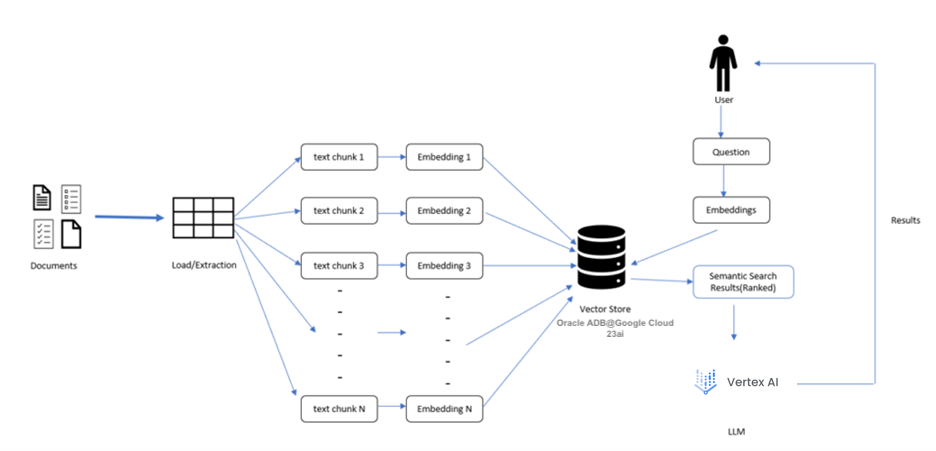 User
Question
Embeddings
Results
text chunk 1
Embedding 1
text chunk 2
Embedding 2
text chunk 3
Embedding 3
text chunk N
Embedding N
Documents
Load/Extraction
Vector Store
Oracle ADB@Google Cloud
23ai
Semantic Search
Results(Ranked)
Vertex AI
LLM